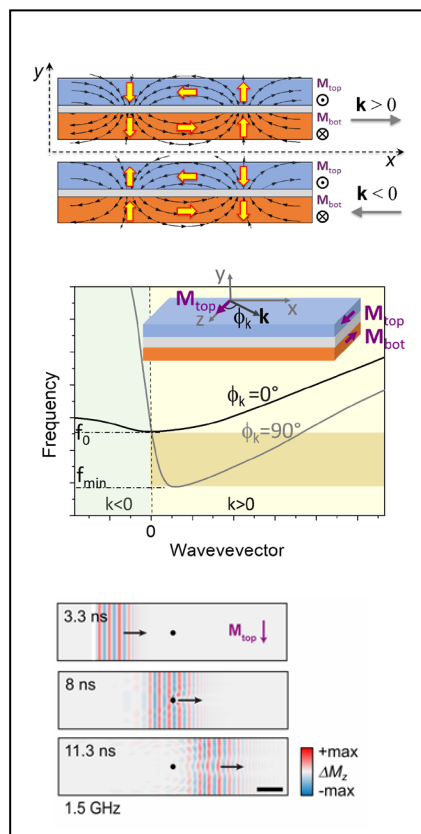 y
M_top
k > 0
M_bot
x
M_top
k < 0
M_bot
y
M_top
x
z
ϕ_k
k
M_top
M_bot
Frequency
ϕ_k=0°
f_0
ϕ_k=90°
f_min
k<0
k>0
0
Wavevevector
3.3 ns
M_top
8 ns
11.3 ns
+max
ΔM_z
-max
1.5 GHz